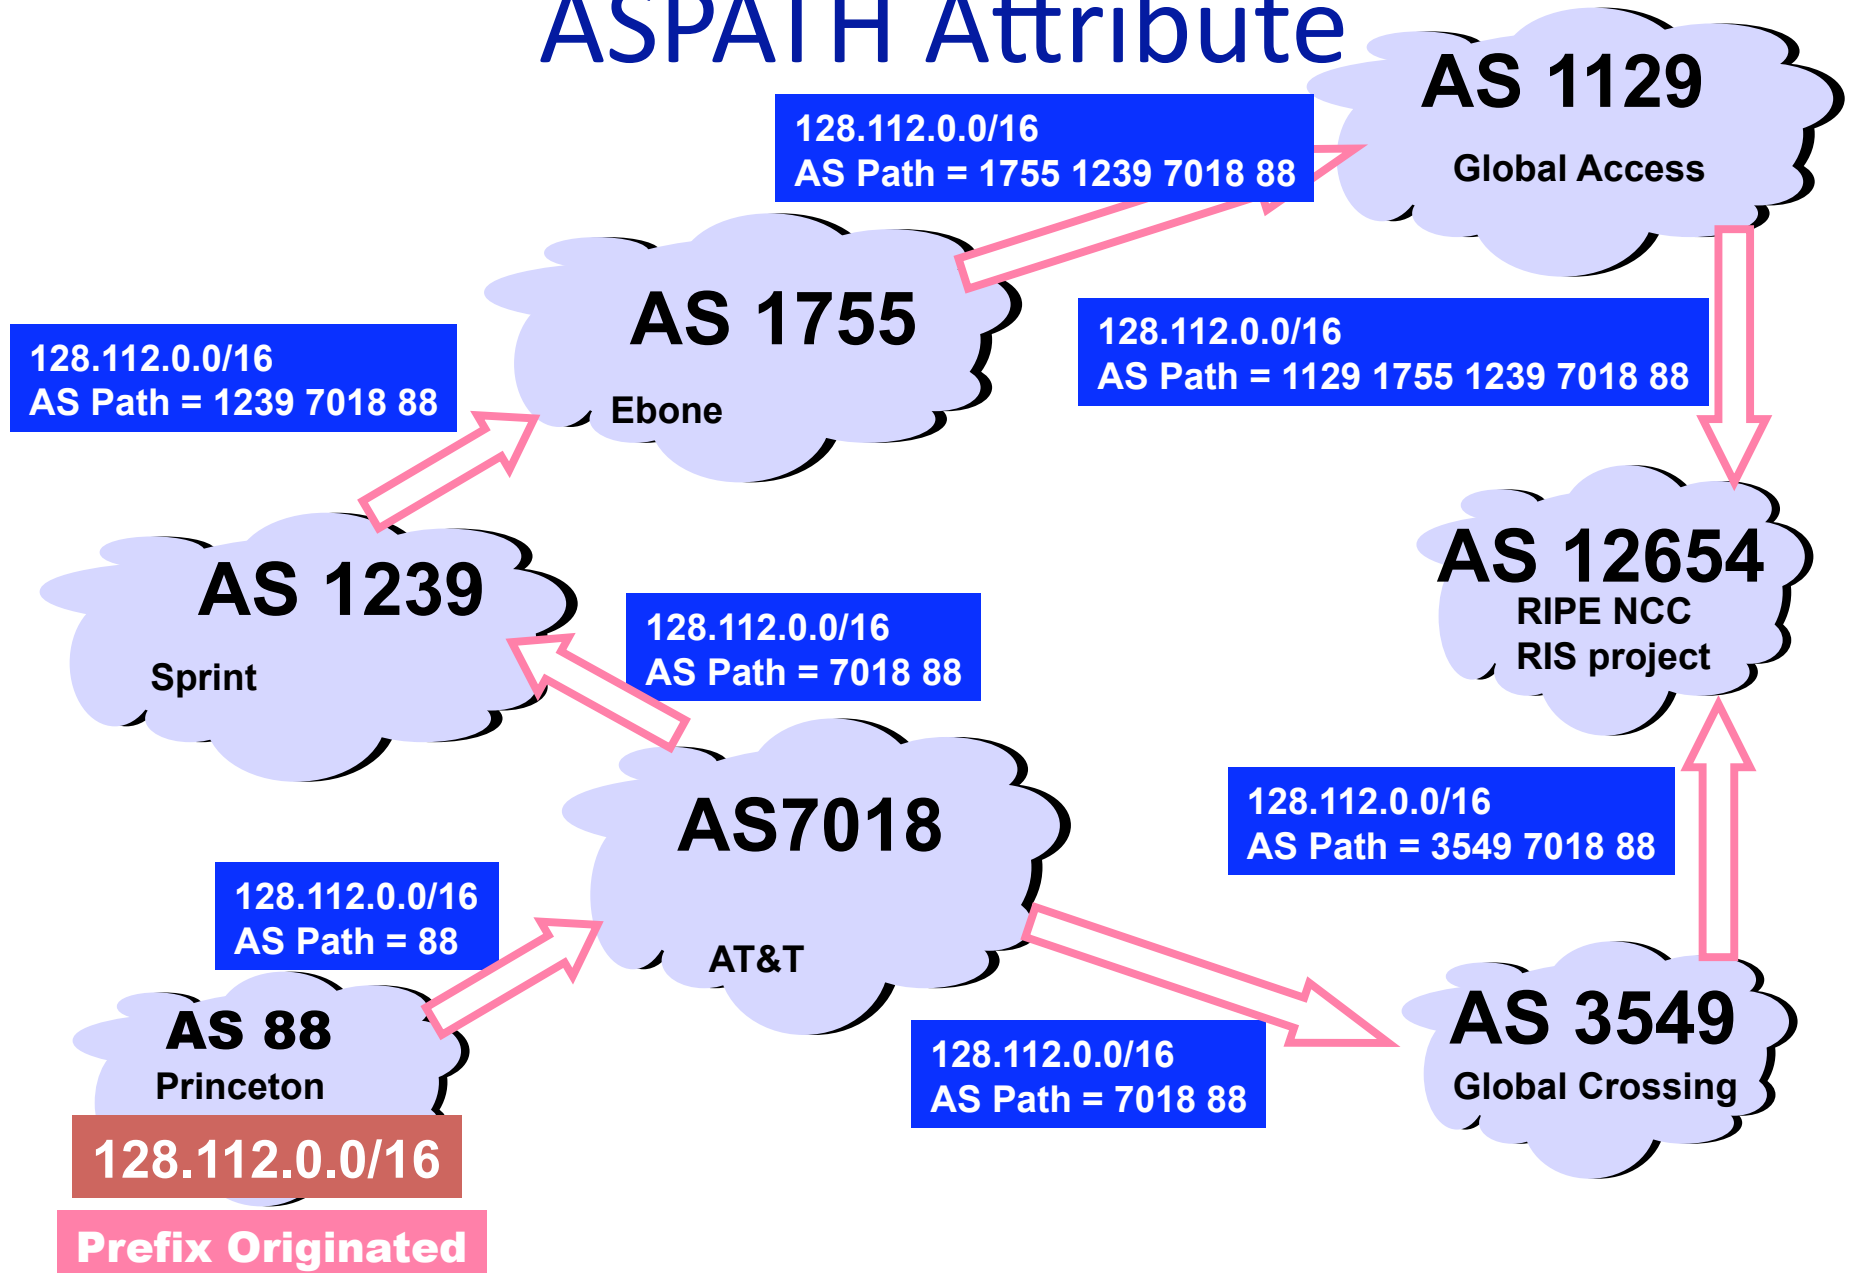 ASPATH Attribute
AS 1129
Global Access
128.112.0.0/16
AS Path = 1755 1239 7018 88
AS 1755
Ebone
128.112.0.0/16
AS Path = 1129 1755 1239 7018 88
128.112.0.0/16
AS Path = 1239 7018 88
AS 12654
RIPE NCC
RIS project
AS 1239
Sprint
128.112.0.0/16
AS Path = 7018 88
AS7018
AT&T
128.112.0.0/16
AS Path = 3549 7018 88
128.112.0.0/16
AS Path = 88
AS 3549
Global Crossing
128.112.0.0/16
AS Path = 7018 88
AS 88
Princeton
128.112.0.0/16
Prefix Originated